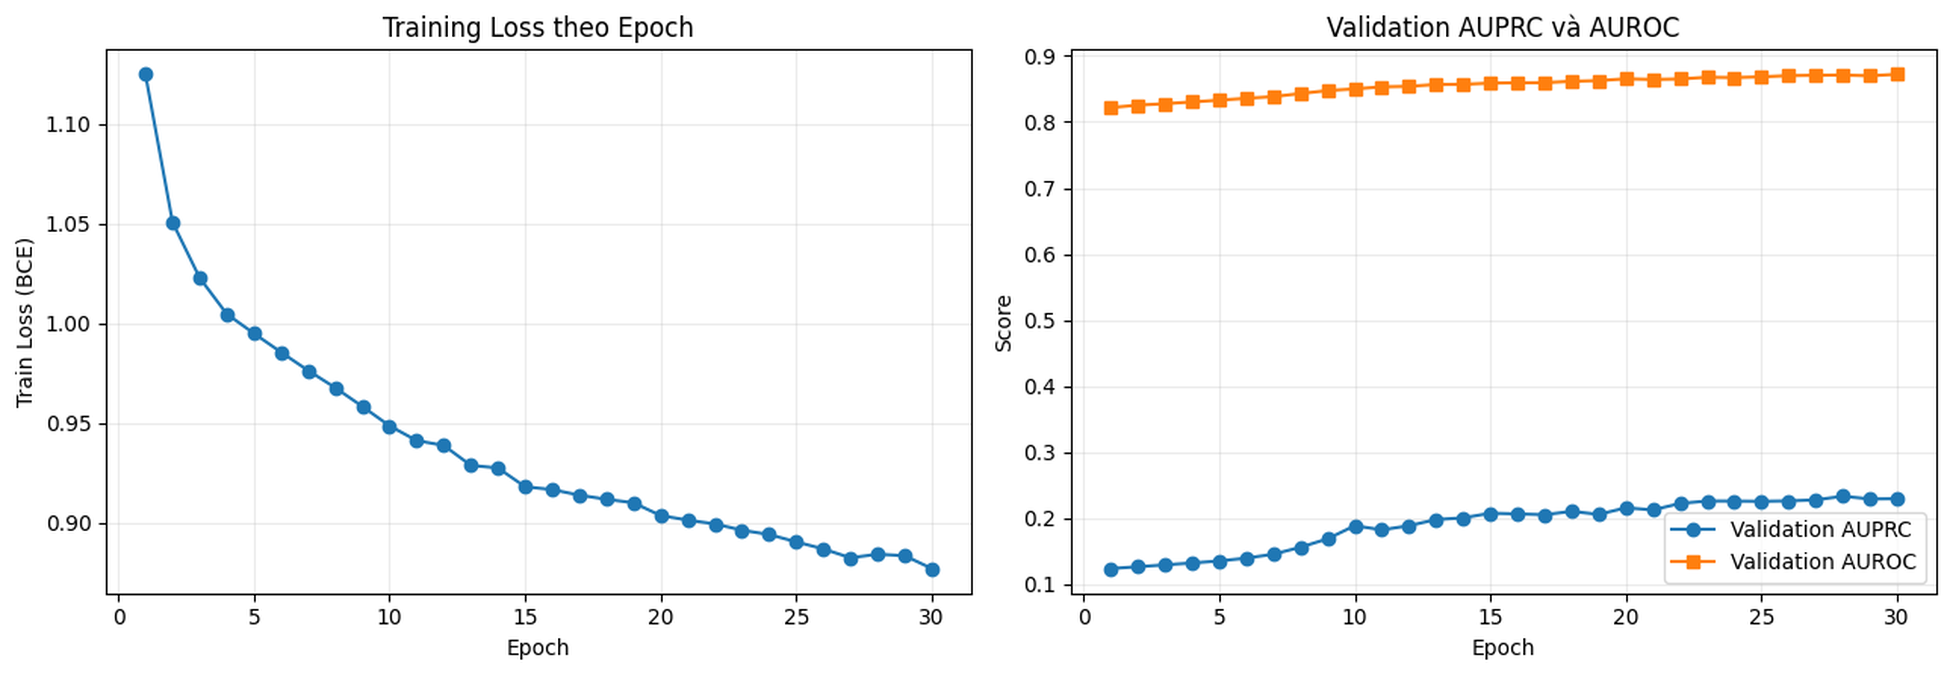 Training Loss theo Epoch
Train Loss (BCE)
1.10
1.05
1.00
0.95
0.90
0 5 10 15 20 25 30
Epoch
Validation AUPRC và AUROC
Score
0.9
0.8
0.7
0.6
0.5
0.4
0.3
0.2
0.1
Validation AUPRC
Validation AUROC
0 5 10 15 20 25 30
Epoch